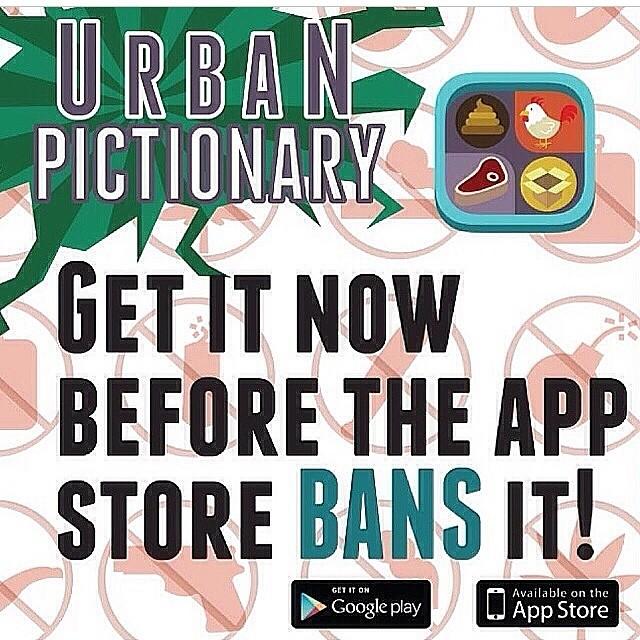 URBAN
PICTIONARY
GET IT NOW
BEFORE THE APP
STORE BANS IT!
GET IT ON
Google play
Available on the
App Store